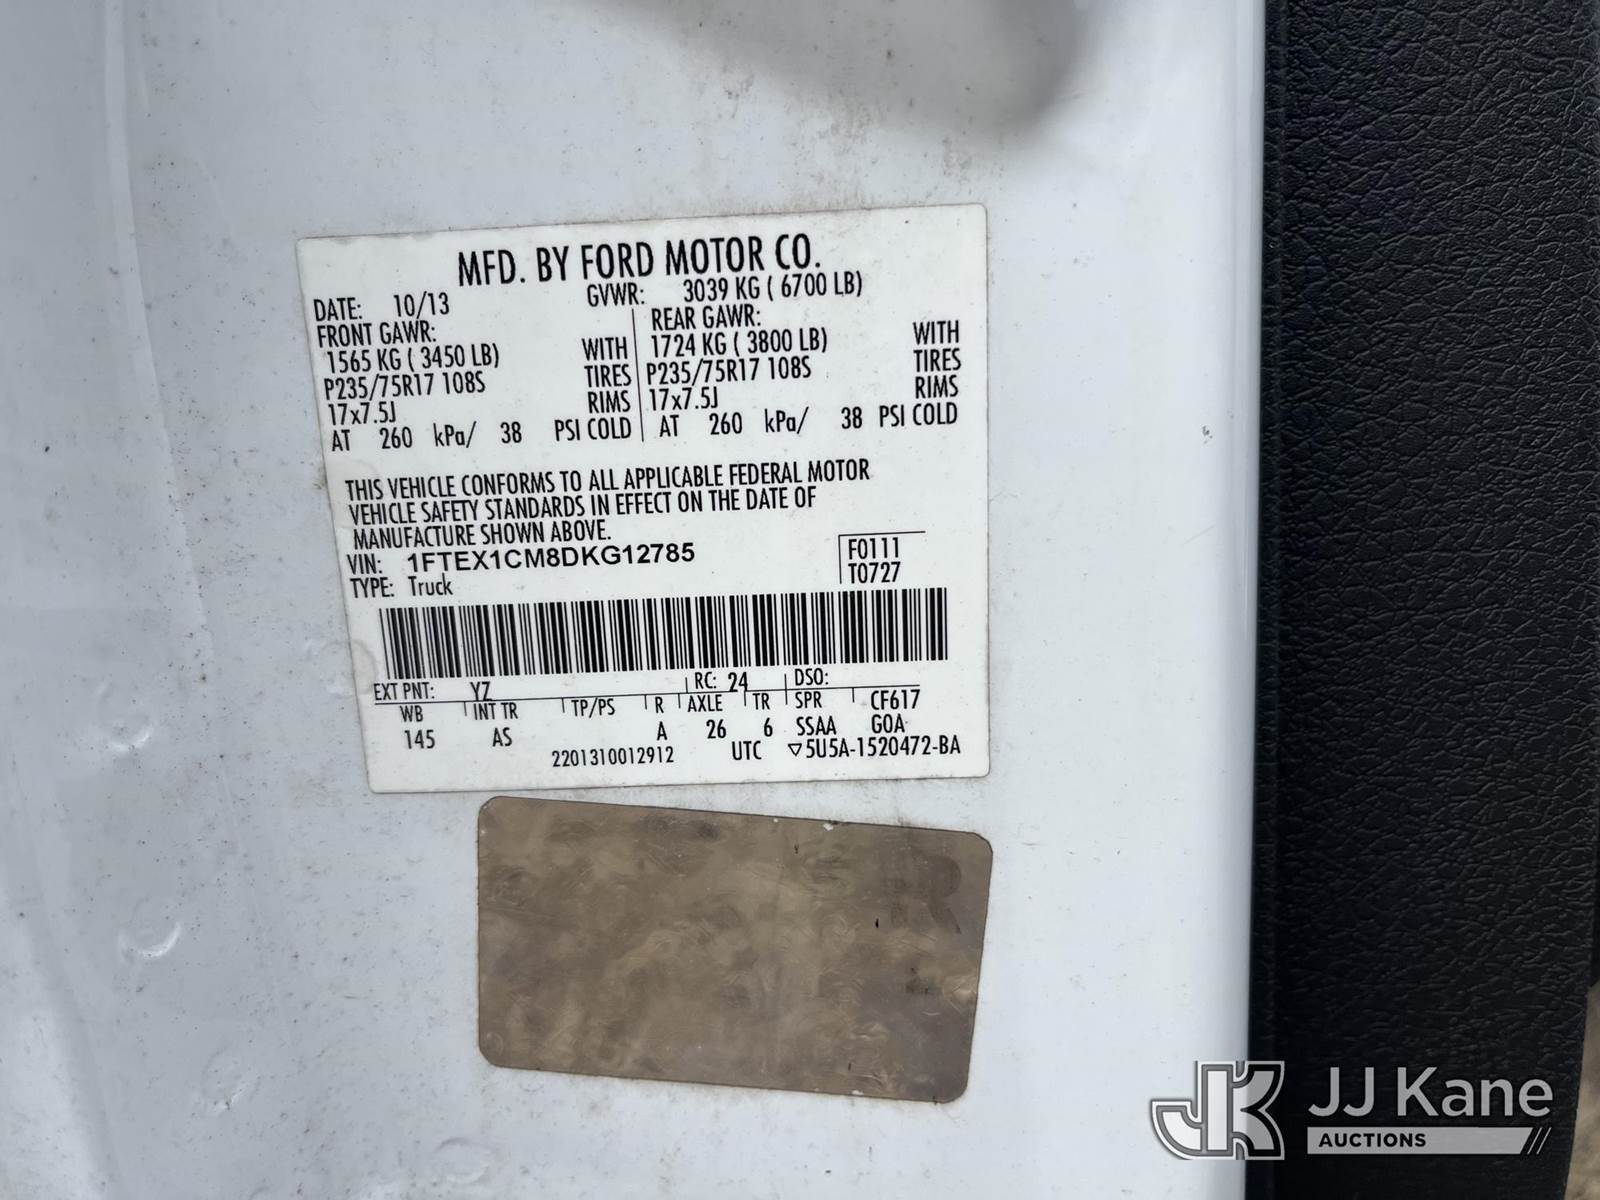 MFD. BY FORD MOTOR CO.
DATE: 10/13 GVWR: 3039 KG ( 6700 LB)
FRONT GAWR: REAR GAWR:
1565 KG ( 3450 LB) WITH 1724 KG ( 3800 LB) WITH
P235/75R17 108S TIRES P235/75R17 108S TIRES
17x7.5J RIMS 17x7.5J RIMS
AT 260 kPa/ 38 PSI COLD AT 260 kPa/ 38 PSI COLD
THIS VEHICLE CONFORMS TO ALL APPLICABLE FEDERAL MOTOR
VEHICLE SAFETY STANDARDS IN EFFECT ON THE DATE OF
MANUFACTURE SHOWN ABOVE.
VIN: 1FTEX1CM8DKG12785 F0111
TYPE: Truck T0727
EXT PNT: YZ RC: 24 DSO:
WB INT TR TP/PS R AXLE TR SPR CF617
145 AS A 26 6 SSAA GOA
2201310012912 UTC ▽5U5A-1520472-BA
R
JK JJ Kane
AUCTIONS